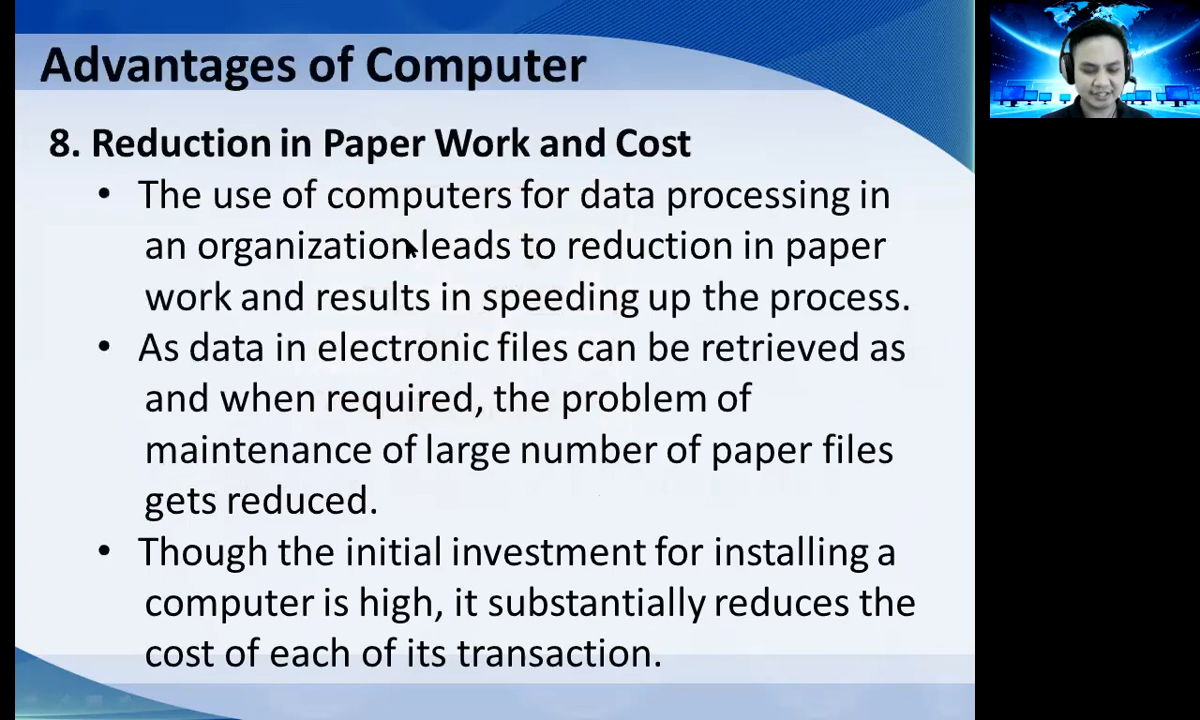 Advantages of Computer
8. Reduction in Paper Work and Cost
• The use of computers for data processing in
an organization leads to reduction in paper
work and results in speeding up the process.
• As data in electronic files can be retrieved as
and when required, the problem of
maintenance of large number of paper files
gets reduced.
• Though the initial investment for installing a
computer is high, it substantially reduces the
cost of each of its transaction.